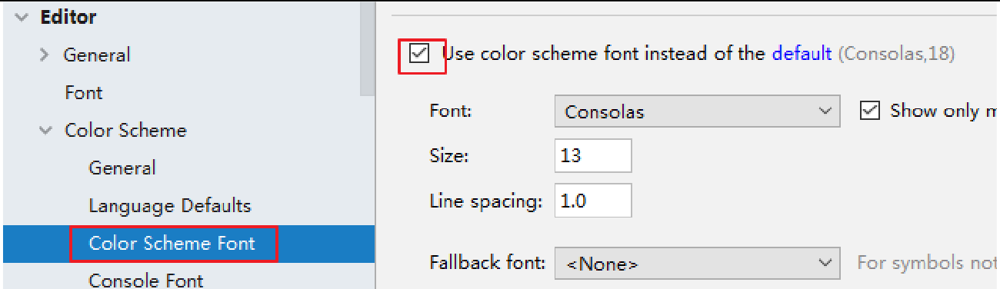 Editor
General
Font
Color Scheme
General
Language Defaults
Color Scheme Font
Console Font
Use color scheme font instead of the default (Consolas,18)
Font: Consolas Show only
Size: 13
Line spacing: 1.0
Fallback font: <None> For symbols not